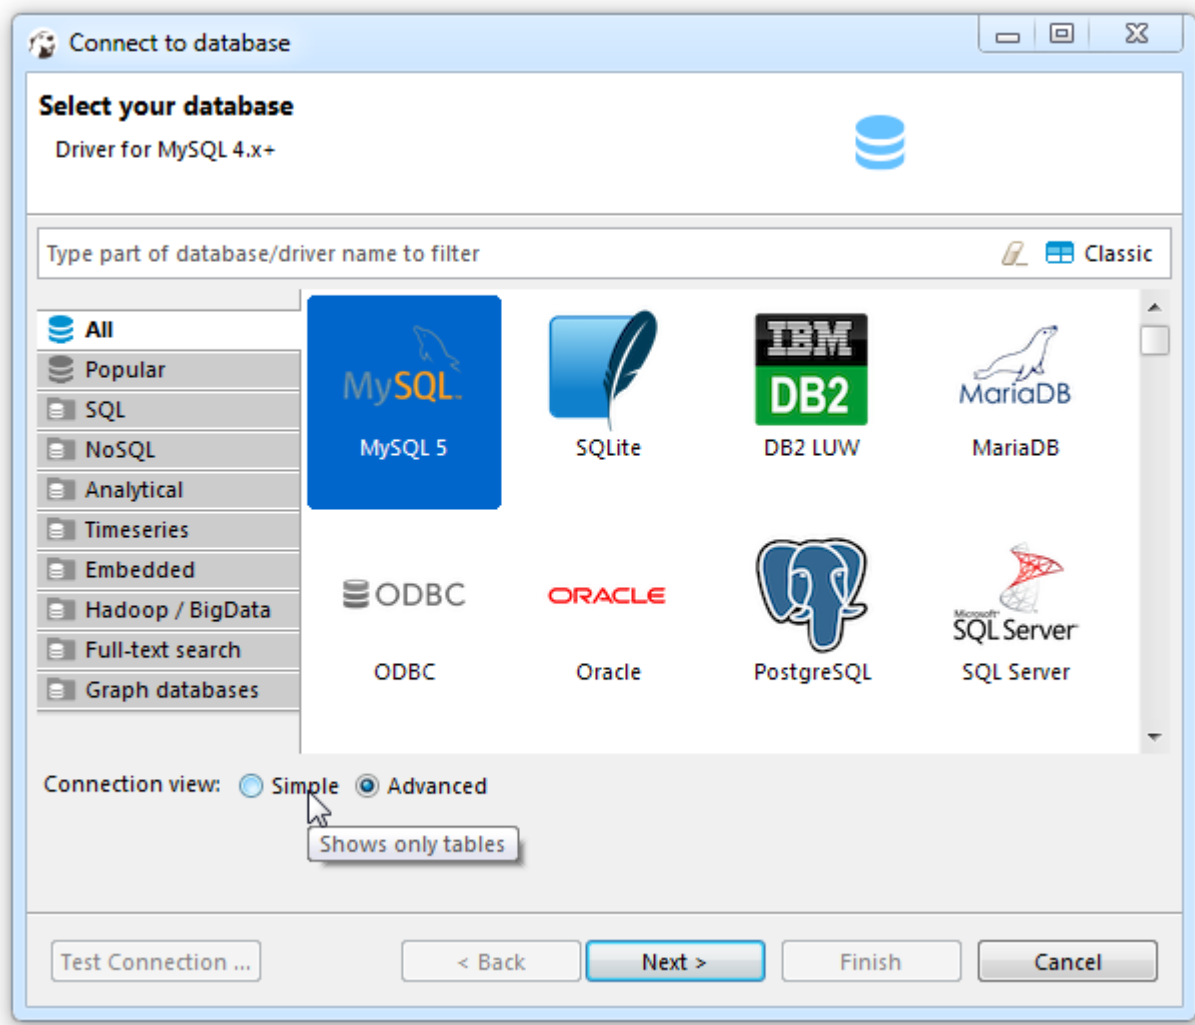 Connect to database
Select your database
Driver for MySQL 4.x+
Type part of database/driver name to filter
Classic
All
Popular
SQL
NoSQL
Analytical
Timeseries
Embedded
Hadoop / BigData
Full-text search
Graph databases
MySQL
IBM
DB2
MariaDB
MySQL 5
SQLite
DB2 LUW
MariaDB
ODBC
ORACLE
Microsoft
SQL Server
ODBC
Oracle
PostgreSQL
SQL Server
Connection view: Simple Advanced
Shows only tables
Test Connection ...
< Back
Next >
Finish
Cancel